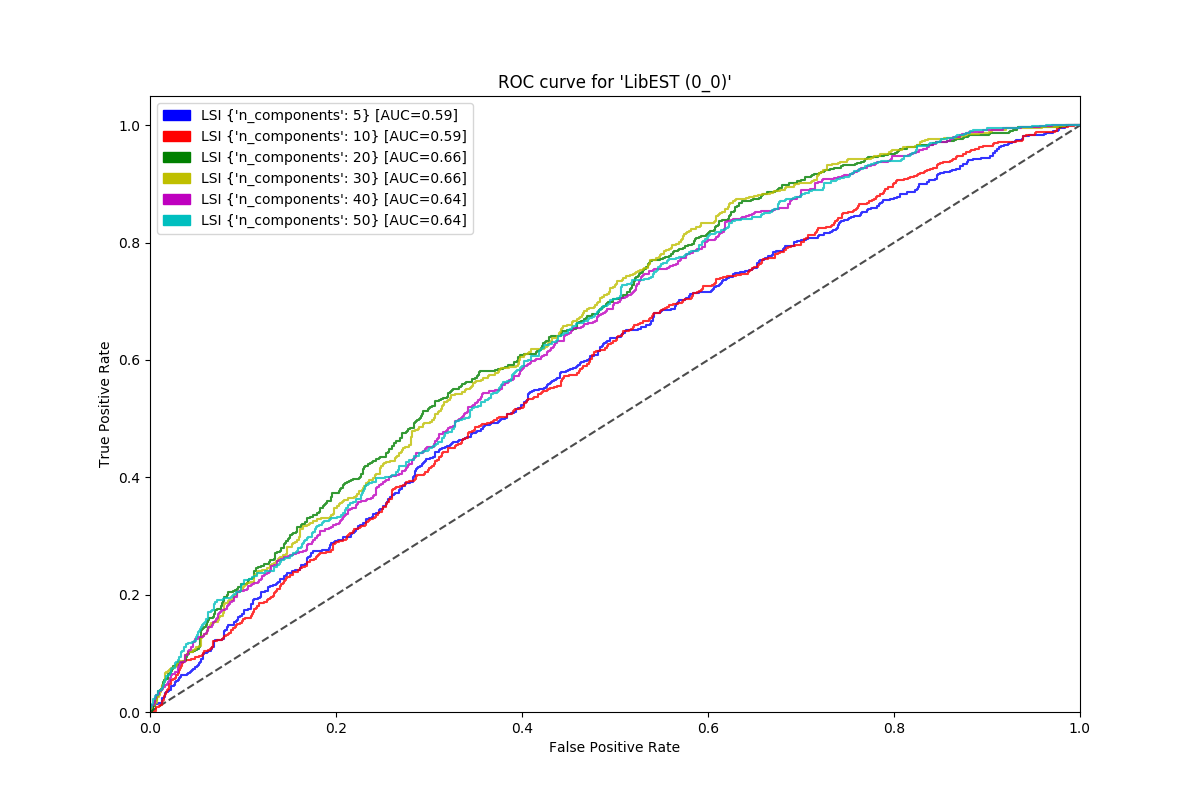 ROC curve for 'LibEST (0_0)'
LSI {'n_components': 5} [AUC=0.59]
LSI {'n_components': 10} [AUC=0.59]
LSI {'n_components': 20} [AUC=0.66]
LSI {'n_components': 30} [AUC=0.66]
LSI {'n_components': 40} [AUC=0.64]
LSI {'n_components': 50} [AUC=0.64]
True Positive Rate
1.0
0.8
0.6
0.4
0.2
0.0
0.0 0.2 0.4 0.6 0.8 1.0
False Positive Rate